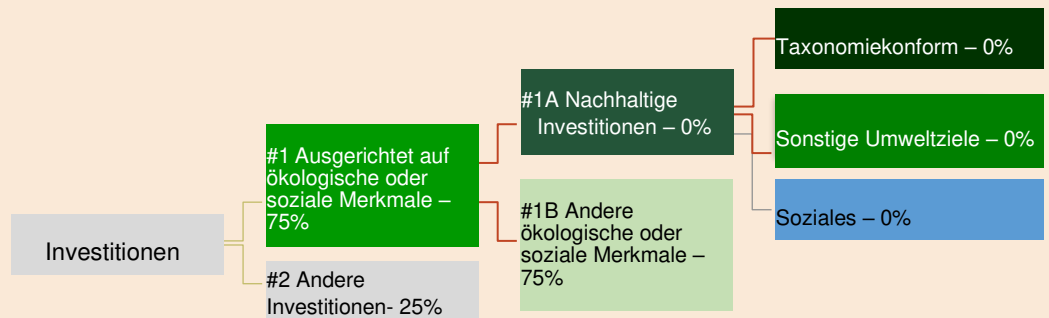 Investitionen
#1 Ausgerichtet auf
ökologische oder
soziale Merkmale –
75%
#2 Andere
Investitionen- 25%
#1A Nachhaltige
Investitionen – 0%
#1B Andere
ökologische oder
soziale Merkmale –
75%
Taxonomiekonform – 0%
Sonstige Umweltziele – 0%
Soziales – 0%